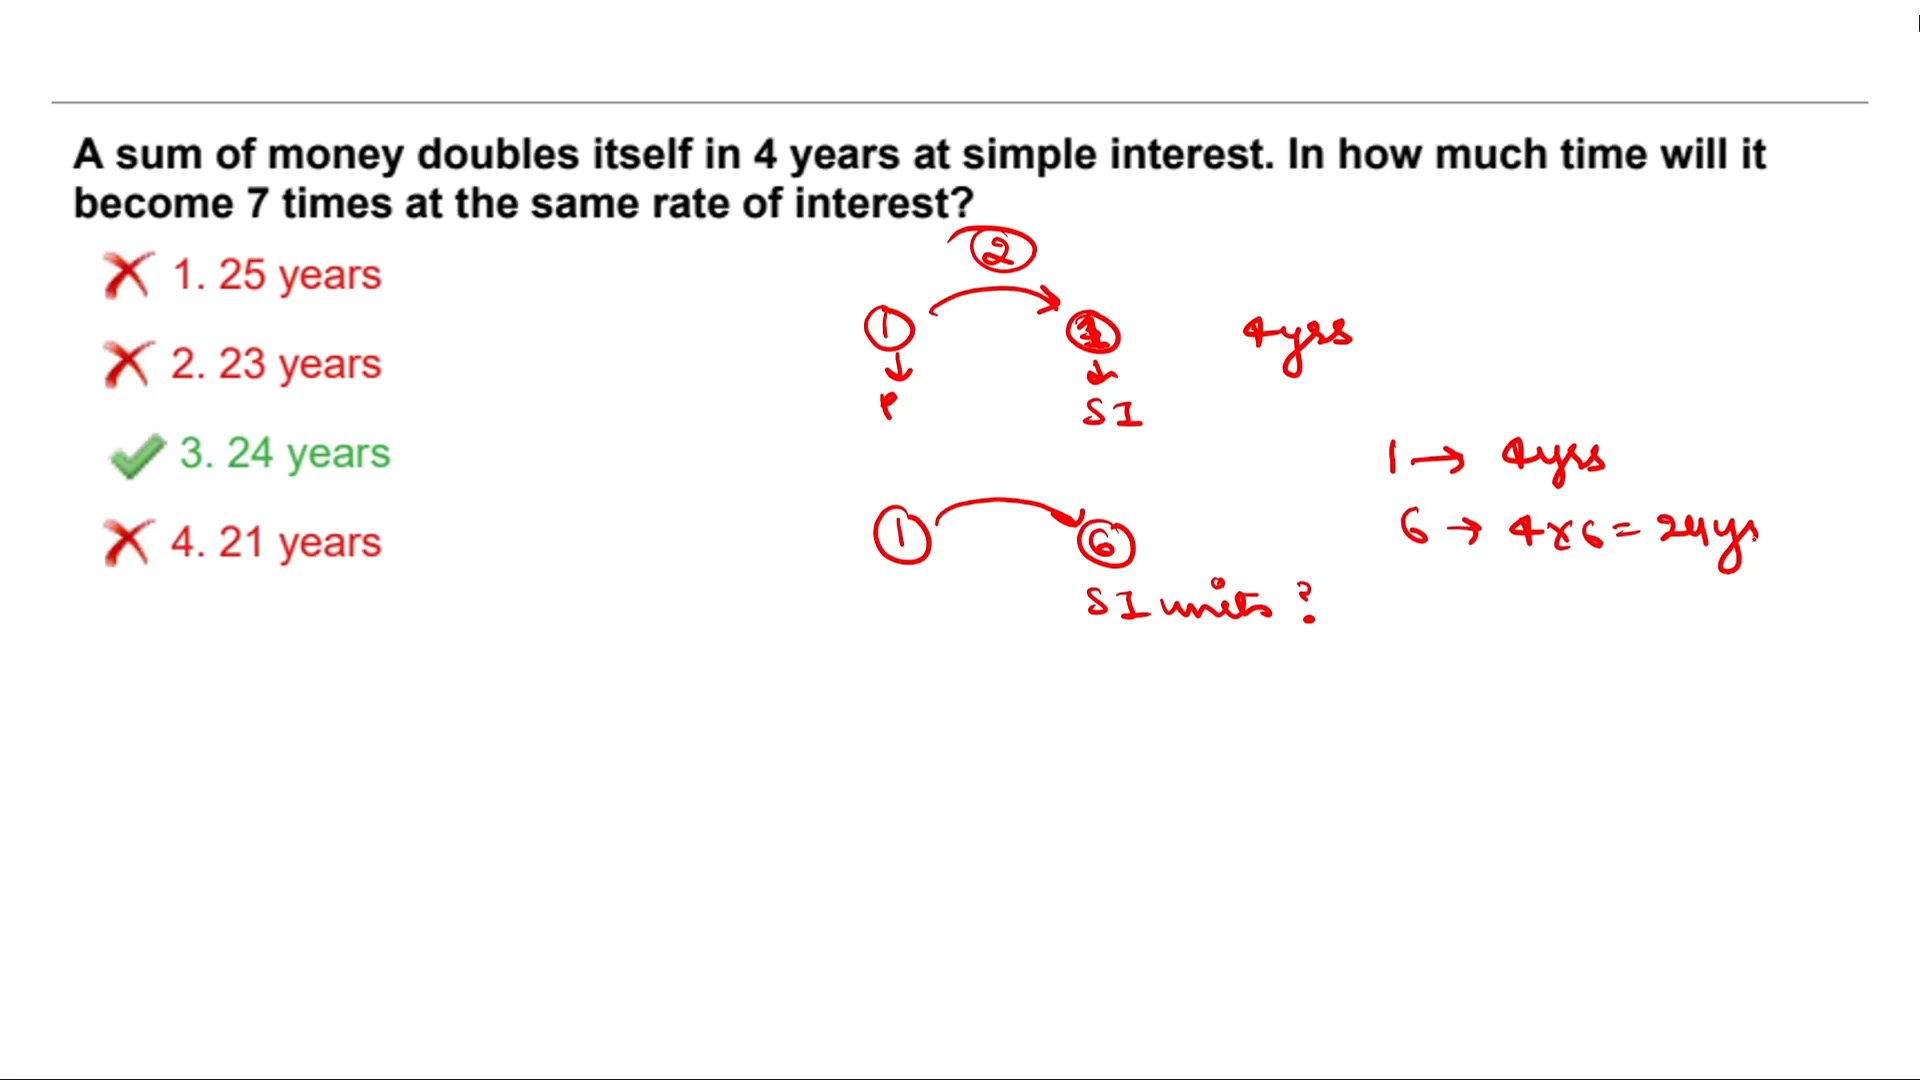 A sum of money doubles itself in 4 years at simple interest. In how much time will it
become 7 times at the same rate of interest?
1. 25 years
2. 23 years
3. 24 years
4. 21 years
2
1
4yrs
P
SI
1 → 4yrs
6 → 4×6=24yr
1
6
SI units ?